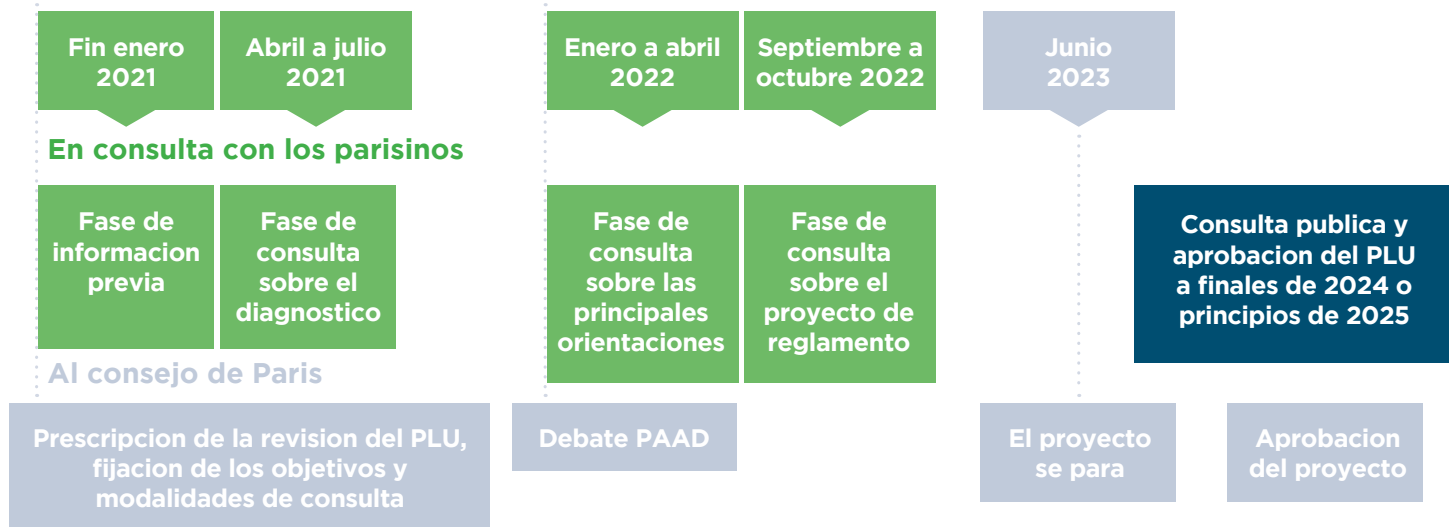 Fin enero
2021
Abril a julio
2021
Enero a abril
2022
Septiembre a
octubre 2022
Junio
2023
En consulta con los parisinos
Fase de
informacion
previa
Fase de
consulta
sobre el
diagnostico
Fase de
consulta
sobre las
principales
orientaciones
Fase de
consulta
sobre el
proyecto de
reglamento
Consulta publica y
aprobacion del PLU
a finales de 2024 o
principios de 2025
Al consejo de Paris
Prescripcion de la revision del PLU,
fijacion de los objetivos y
modalidades de consulta
Debate PAAD
El proyecto
se para
Aprobacion
del proyecto